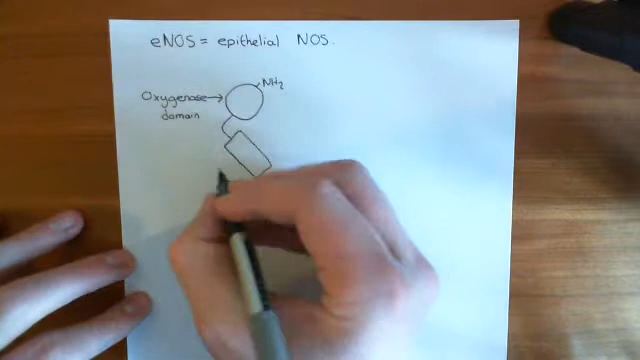 eNOS = epithelial NOS.
NH2
Oxygenase
domain